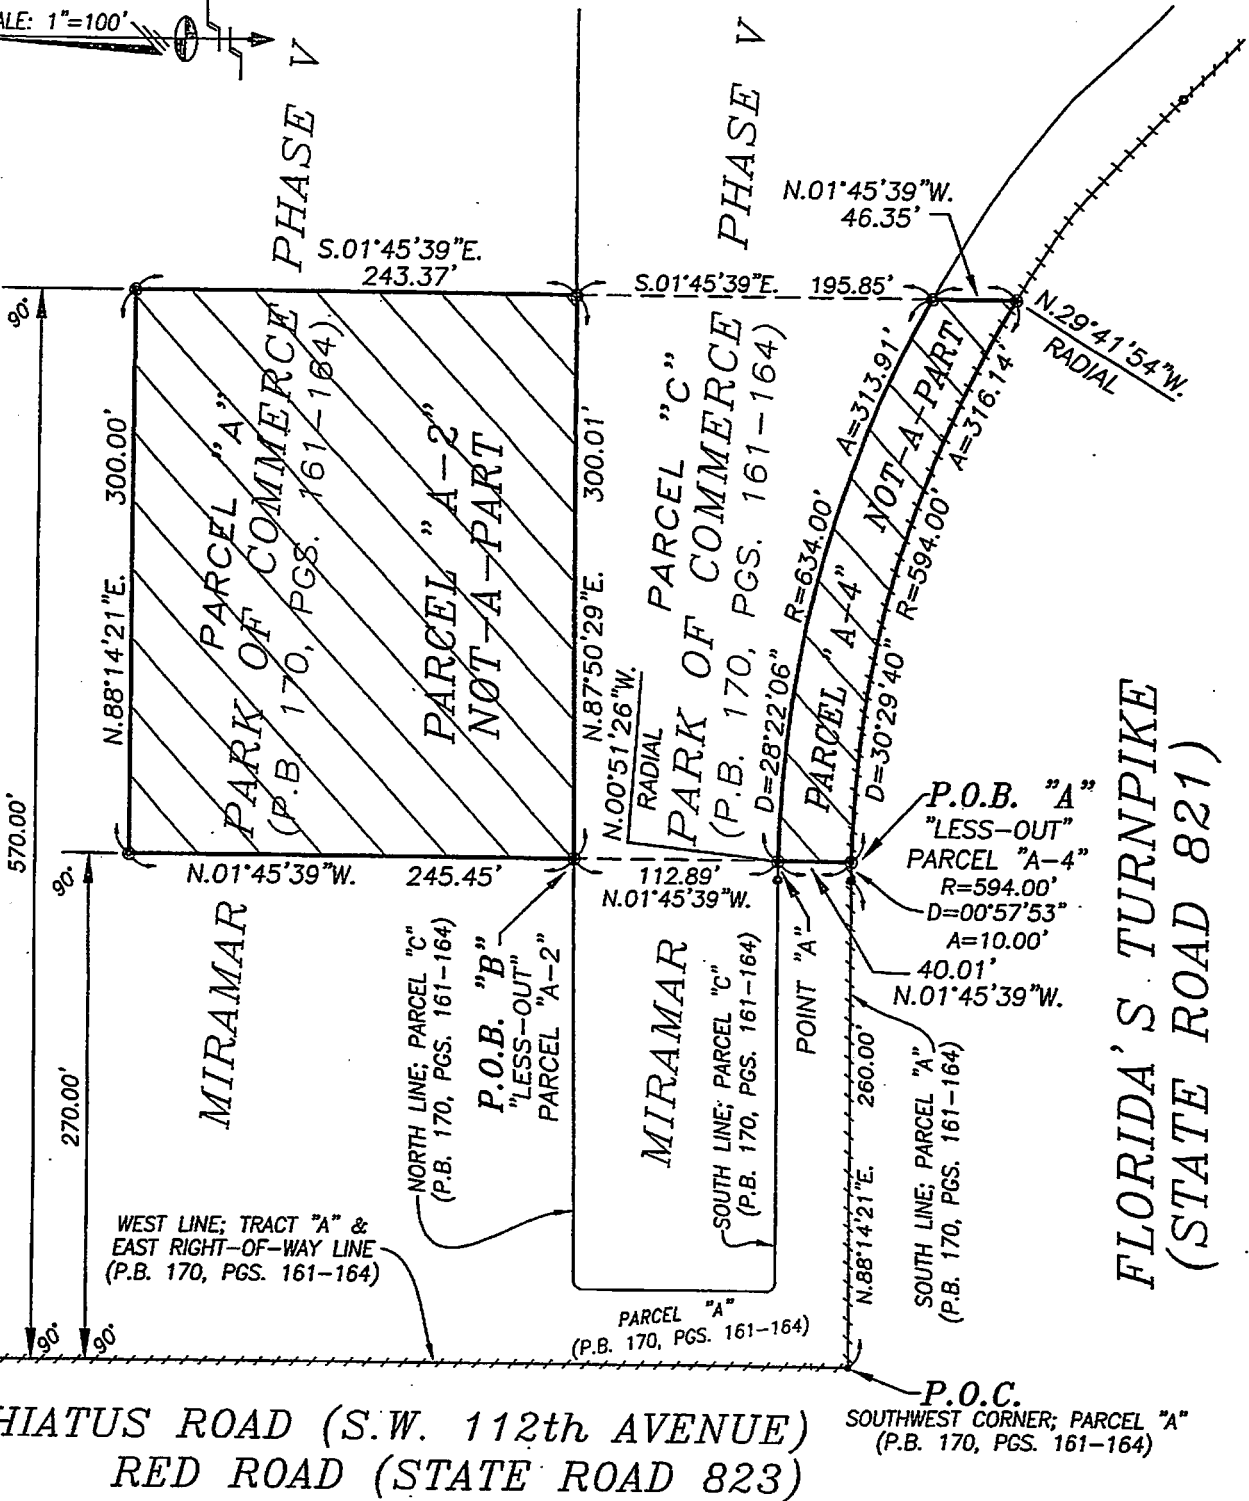 ALE: 1"=100'
PHASE V
PHASE V
N.01°45'39"W.
46.35'
S.01°45'39"E.
243.37'
S.01°45'39"E. 195.85'
N.29°41'54"W.
RADIAL
90°
570.00'
300.00'
N.88°14'21"E.
PARCEL "A"
PARK OF COMMERCE
(P.B. 170, PGS. 161-164)
PARCEL "A-2"
NOT-A-PART
300.01'
N.87°50'29"E.
N.00°51'26"W.
RADIAL
PARCEL "C"
PARK OF COMMERCE
(P.B. 170, PGS. 161-164)
A=313.91'
R=634.00'
D=28°22'06"
PARCEL "A-4"
NOT-A-PART
A=316.14'
R=594.00'
D=30°29'40"
P.O.B. "A"
"LESS-OUT"
PARCEL "A-4"
R=594.00'
D=00°57'53"
A=10.00'
40.01'
N.01°45'39"W.
FLORIDA'S TURNPIKE
(STATE ROAD 821)
90°
270.00'
N.01°45'39"W. 245.45'
112.89'
N.01°45'39"W.
MIRAMAR
NORTH LINE; PARCEL "C"
(P.B. 170, PGS. 161-164)
P.O.B. "B"
"LESS-OUT"
PARCEL "A-2"
MIRAMAR
SOUTH LINE; PARCEL "C"
(P.B. 170, PGS. 161-164)
POINT "A"
N.88°14'21"E. 260.00'
SOUTH LINE; PARCEL "A"
(P.B. 170, PGS. 161-164)
WEST LINE; TRACT "A" &
EAST RIGHT-OF-WAY LINE
(P.B. 170, PGS. 161-164)
PARCEL "A"
(P.B. 170, PGS. 161-164)
90°
90°
P.O.C.
SOUTHWEST CORNER; PARCEL "A"
(P.B. 170, PGS. 161-164)
HIATUS ROAD (S.W. 112th AVENUE)
RED ROAD (STATE ROAD 823)